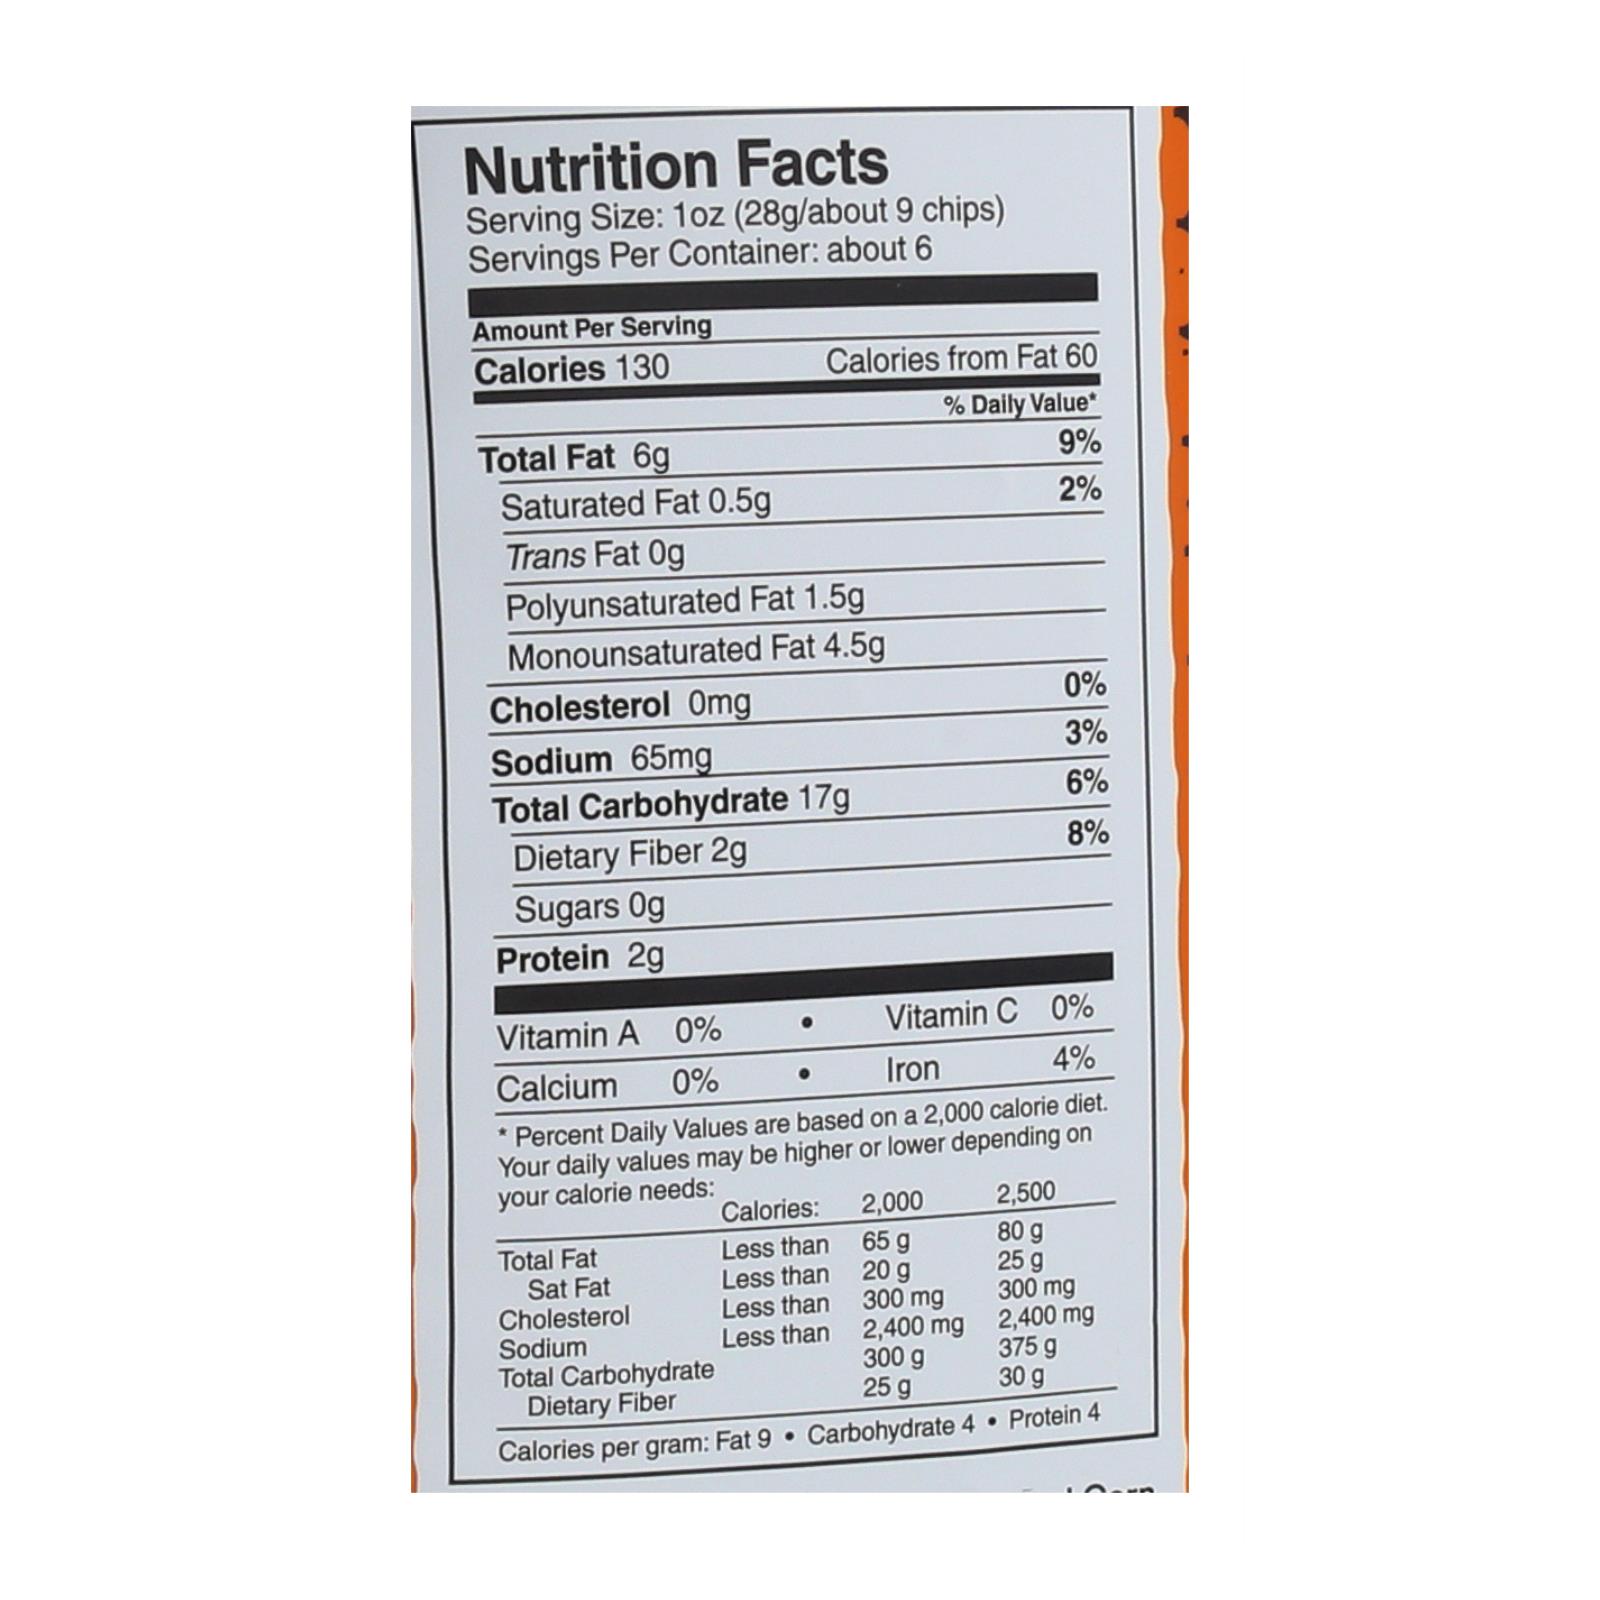 Nutrition Facts
Serving Size: 1oz (28g/about 9 chips)
Servings Per Container: about 6
Amount Per Serving
Calories 130 Calories from Fat 60
% Daily Value*
Total Fat 6g 9%
Saturated Fat 0.5g 2%
Trans Fat 0g
Polyunsaturated Fat 1.5g
Monounsaturated Fat 4.5g
Cholesterol 0mg 0%
Sodium 65mg 3%
Total Carbohydrate 17g 6%
Dietary Fiber 2g 8%
Sugars 0g
Protein 2g
Vitamin A 0% • Vitamin C 0%
Calcium 0% • Iron 4%
* Percent Daily Values are based on a 2,000 calorie diet.
Your daily values may be higher or lower depending on
your calorie needs:
Calories: 2,000 2,500
Total Fat Less than 65 g 80 g
Sat Fat Less than 20 g 25 g
Cholesterol Less than 300 mg 300 mg
Sodium Less than 2,400 mg 2,400 mg
Total Carbohydrate 300 g 375 g
Dietary Fiber 25 g 30 g
Calories per gram: Fat 9 • Carbohydrate 4 • Protein 4
Corn